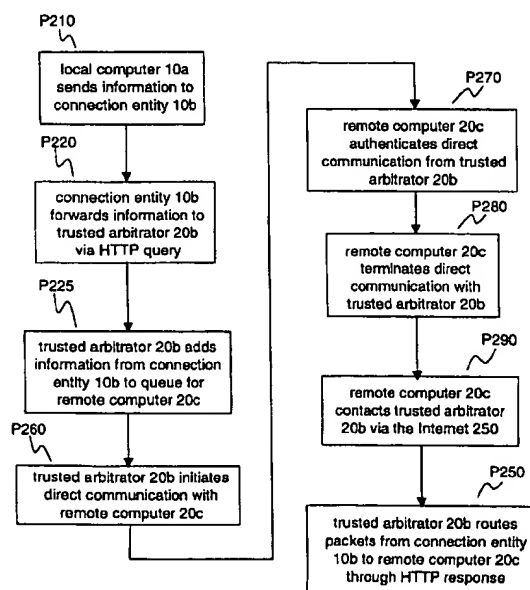 P210
local computer 10a
sends information to
connection entity 10b
P220
connection entity 10b
forwards information to
trusted arbitrator 20b
via HTTP query
P225
trusted arbitrator 20b adds
information from connection
entity 10b to queue for
remote computer 20c
P260
trusted arbitrator 20b initiates
direct communication with
remote computer 20c
P270
remote computer 20c
authenticates direct
communication from trusted
arbitrator 20b
P280
remote computer 20c
terminates direct
communication with
trusted arbitrator 20b
P290
remote computer 20c
contacts trusted arbitrator
20b via the Internet 250
P250
trusted arbitrator 20b routes
packets from connection entity
10b to remote computer 20c
through HTTP response